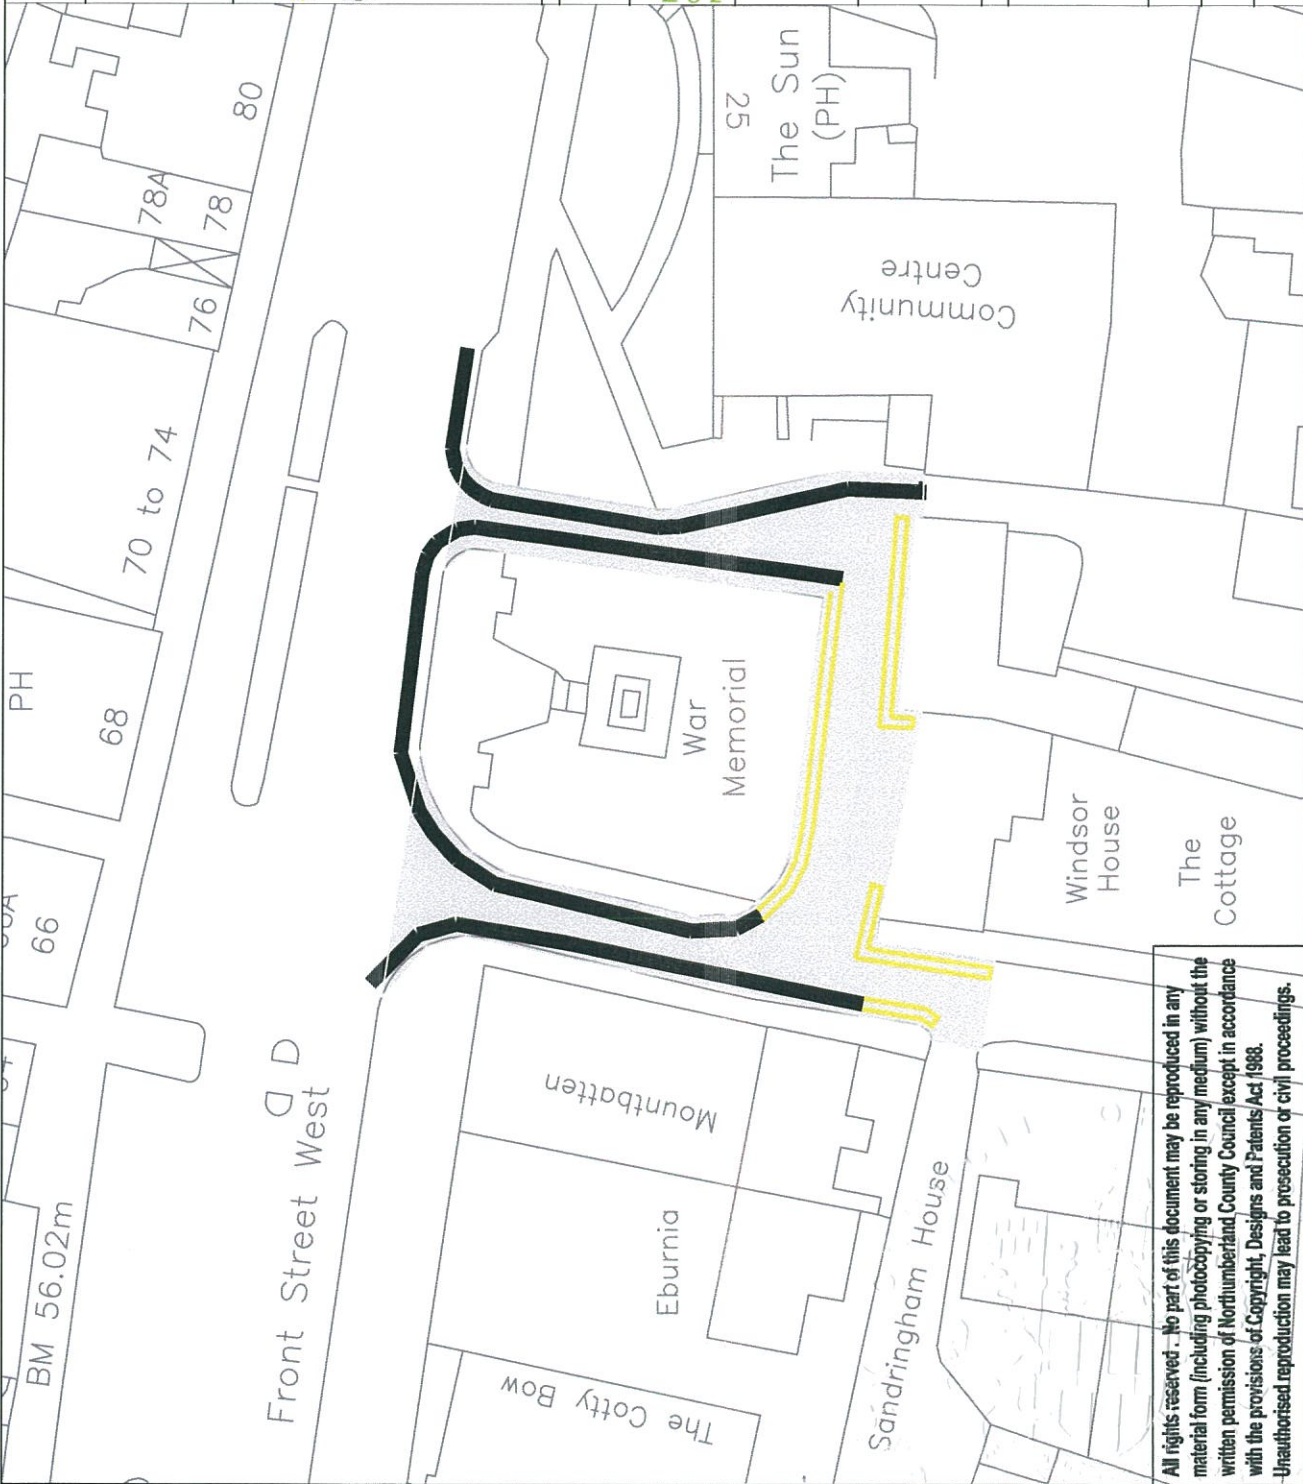 80
78A
78
76
70 to 74
PH
68
66
BM 56.02m
Front Street West
25
The Sun
(PH)
Community
Centre
War
Memorial
Windsor
House
The
Cottage
Mountbatten
Eburnia
The Cotty Bow
Sandringham House
All rights reserved. No part of this document may be reproduced in any
material form (including photocopying or storing in any medium) without the
written permission of Northumberland County Council except in accordance
with the provisions of Copyright, Designs and Patents Act 1988.
Unauthorised reproduction may lead to prosecution or civil proceedings.